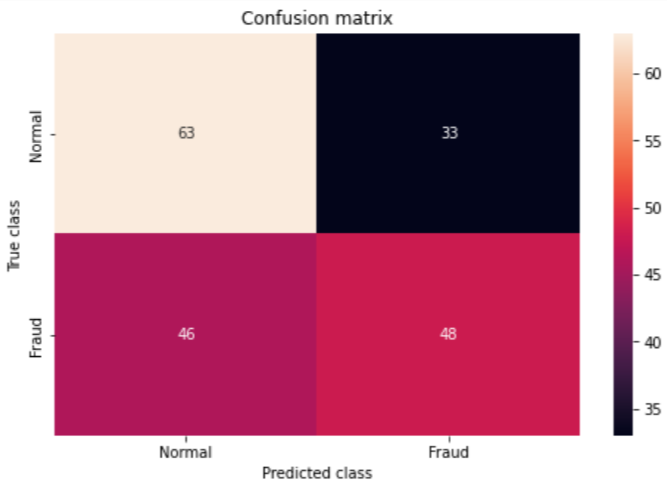 Confusion matrix
True class
Normal
63
33
Fraud
46
48
Normal
Fraud
Predicted class
60
55
50
45
40
35